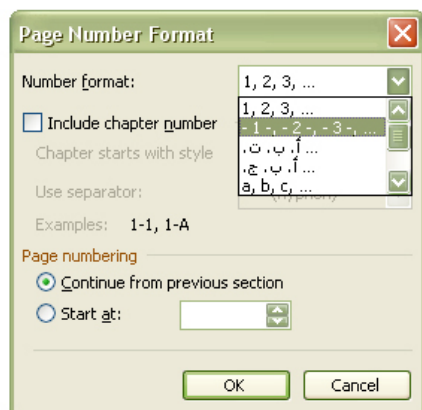 Page Number Format
Number format:
1, 2, 3, ...
1, 2, 3, ...
- 1 -, - 2 -, - 3 -, ...
أ، ب، ت، ...
أ، ب، ج، ...
a, b, c, ...
Include chapter number
Chapter starts with style
Use separator:
(hyphen)
Examples: 1-1, 1-A
Page numbering
Continue from previous section
Start at:
OK
Cancel